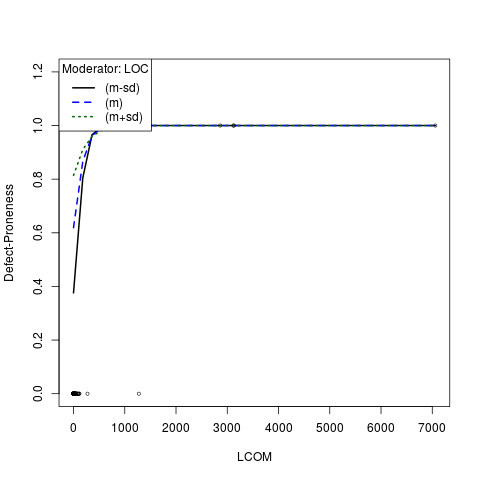 Moderator: LOC
(m-sd)
(m)
(m+sd)
Defect-Proneness
1.2
1.0
0.8
0.6
0.4
0.2
0.0
0 1000 2000 3000 4000 5000 6000 7000
LCOM